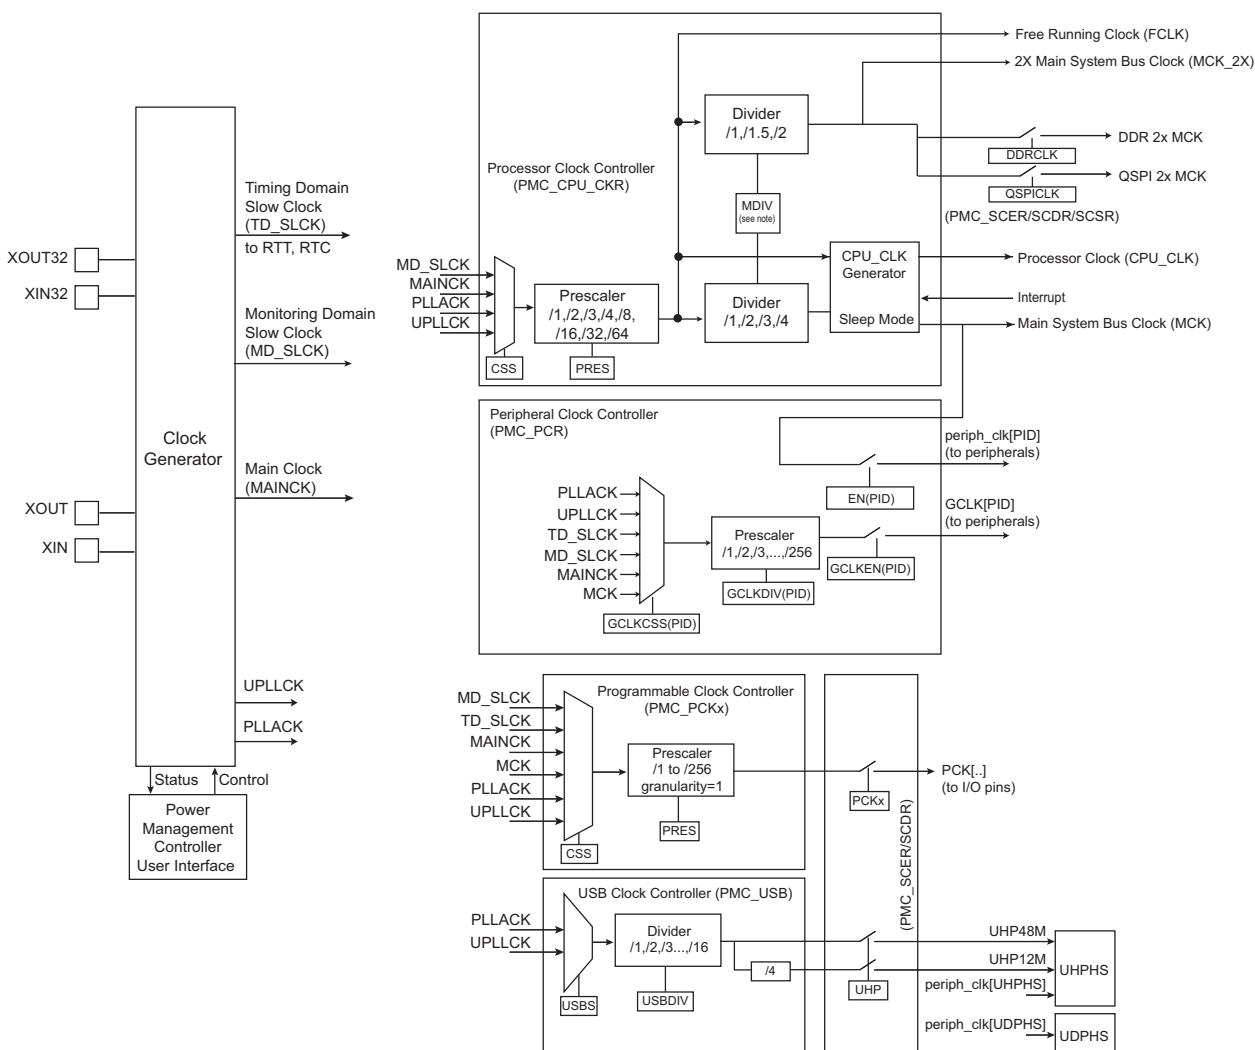 XOUT32
XIN32
XOUT
XIN
Clock
Generator
Timing Domain
Slow Clock
(TD_SLCK)
to RTT, RTC
Monitoring Domain
Slow Clock
(MD_SLCK)
Main Clock
(MAINCK)
UPLLCK
PLLACK
Status
Control
Power
Management
Controller
User Interface
Processor Clock Controller
(PMC_CPU_CKR)
MD_SLCK
MAINCK
PLLACK
UPLLCK
CSS
Prescaler
/1,/2,/3,/4,/8,
/16,/32,/64
PRES
Divider
/1,/1.5,/2
MDIV
(see note)
Divider
/1,/2,/3,/4
CPU_CLK
Generator
Sleep Mode
Free Running Clock (FCLK)
2X Main System Bus Clock (MCK_2X)
DDR 2x MCK
DDRCLK
QSPI 2x MCK
QSPICLK
(PMC_SCER/SCDR/SCSR)
Processor Clock (CPU_CLK)
Interrupt
Main System Bus Clock (MCK)
Peripheral Clock Controller
(PMC_PCR)
PLLACK
UPLLCK
TD_SLCK
MD_SLCK
MAINCK
MCK
GCLKCSS(PID)
Prescaler
/1,/2,/3,...,/256
GCLKDIV(PID)
EN(PID)
GCLKEN(PID)
periph_clk[PID]
(to peripherals)
GCLK[PID]
(to peripherals)
Programmable Clock Controller
(PMC_PCKx)
MD_SLCK
TD_SLCK
MAINCK
MCK
PLLACK
UPLLCK
CSS
Prescaler
/1 to /256
granularity=1
PRES
PCKx
(PMC_SCER/SCDR)
PCK[..]
(to I/O pins)
USB Clock Controller (PMC_USB)
PLLACK
UPLLCK
USBS
Divider
/1,/2,/3...,/16
USBDIV
/4
UHP
UHP48M
UHP12M
periph_clk[UHPHS]
UHPHS
periph_clk[UDPHS]
UDPHS